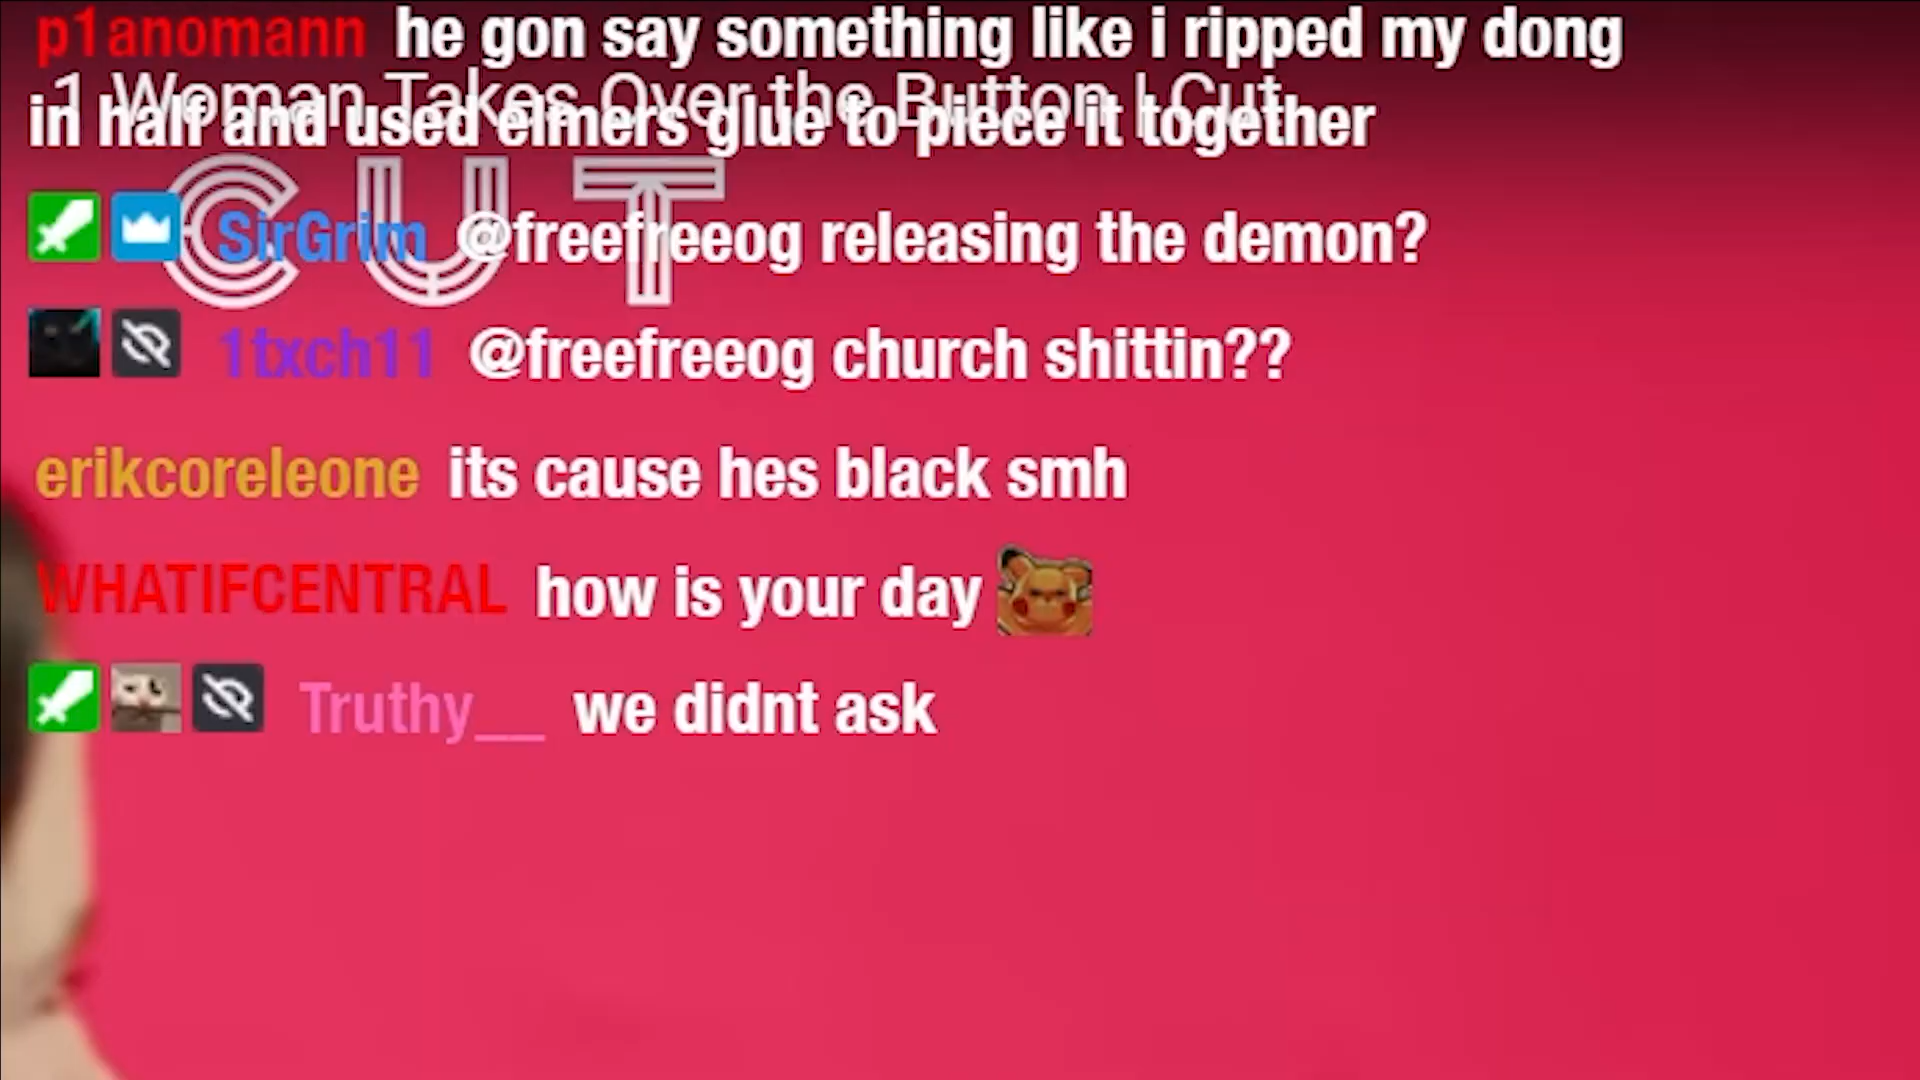 p1anomann he gon say something like i ripped my dong
1 Woman Takes Over the Button | Cut
in half and used elmers glue to piece it together
CUT
SirGrim @freefreeog releasing the demon?
1txch11 @freefreeog church shittin??
erikcoreleone its cause hes black smh
WHATIFCENTRAL how is your day
Truthy__ we didnt ask